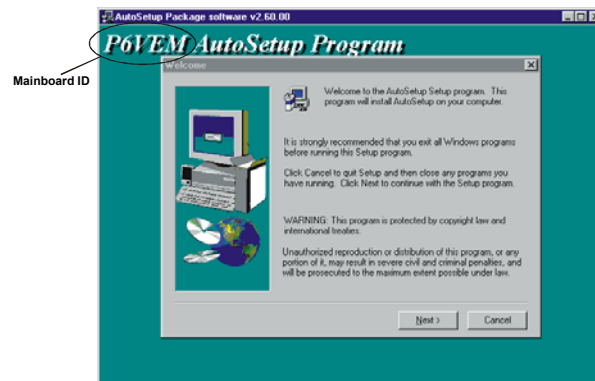 AutoSetup Package software v2.60.00
P6VEM AutoSetup Program
Mainboard ID
Welcome
Welcome to the AutoSetup Setup program. This
program will install AutoSetup on your computer.
It is strongly recommended that you exit all Windows programs
before running this Setup program.
Click Cancel to quit Setup and then close any programs you
have running. Click Next to continue with the Setup program.
WARNING: This program is protected by copyright law and
international treaties.
Unauthorized reproduction or distribution of this program, or any
portion of it, may result in severe civil and criminal penalties, and
will be prosecuted to the maximum extent possible under law.
Next >
Cancel